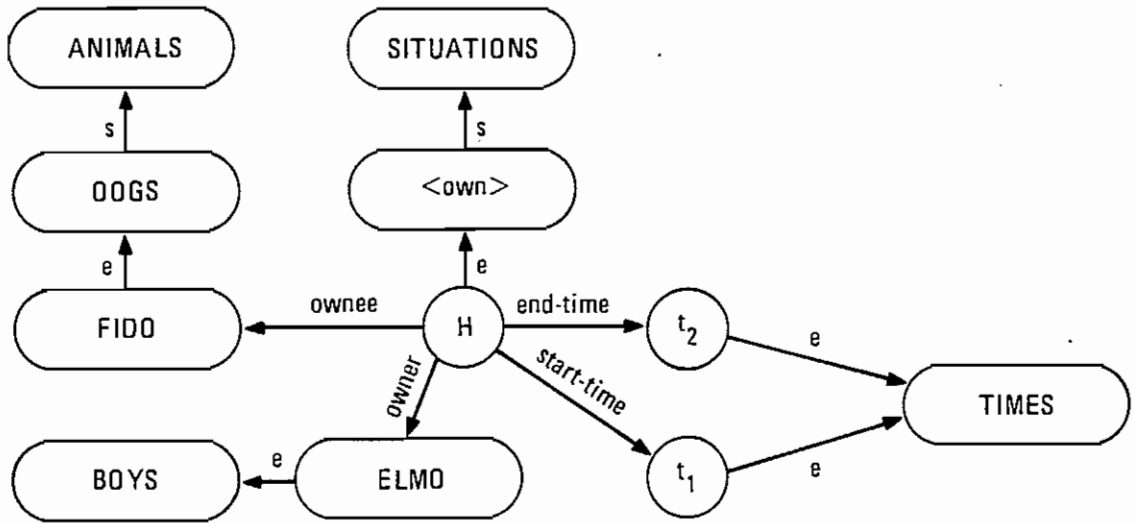 ANIMALS
SITUATIONS
s
s
OOGS
<own>
e
e
FIDO
ownee
H
end-time
t2
e
owner
start-time
TIMES
BOYS
e
ELMO
t1
e